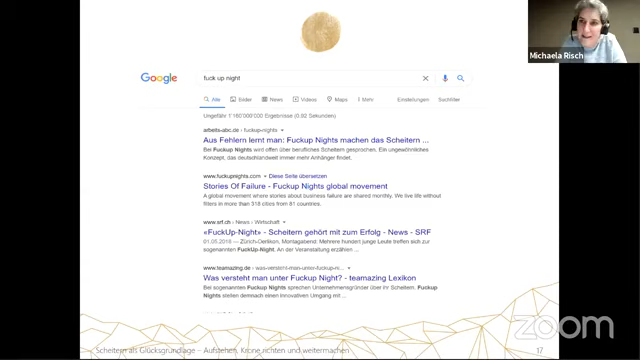 Michaela Risch
Google
fuck up night
Alle Bilder News Videos Maps Mehr Einstellungen Suchfilter
Ungefähr 7'160'000'000 Ergebnisse (0.82 Sekunden)
arbeits-abc.de › fuckup-nights
Aus Fehlern lernt man: Fuckup Nights machen das Scheitern ...
Bei Fuckup Nights wird offen über berufliches Scheitern gesprochen. Ein ungewöhnliches
Konzept, das deutschlandweit immer mehr Anhänger findet.
www.fuckupnights.com Diese Seite übersetzen
Stories Of Failure - Fuckup Nights global movement
A global movement where stories about business failure are shared monthly. We live life without
filters in more than 318 cities from 81 countries.
www.srf.ch › News › Wirtschaft
«FuckUp-Night» - Scheitern gehört mit zum Erfolg - News - SRF
01.05.2016 — Zürich-Oerlikon, Montagabend: Mehrere hundert junge Leute treffen sich zur
sogenannten FuckUp-Night. An der Veranstaltung erzählen ...
www.teamazing.de › was-versteht-man-unter-fuckup-ni...
Was versteht man unter Fuckup Night? - teamazing Lexikon
Bei sogenannten Fuckup Nights sprechen Unternehmensgründer über ihr Scheitern. Fuckup
Nights stellen demnach einen innovativen Umgang mit ...
zoom
Scheitern als Glücksgrundlage – Aufstehen, Krone richten und weitermachen
17